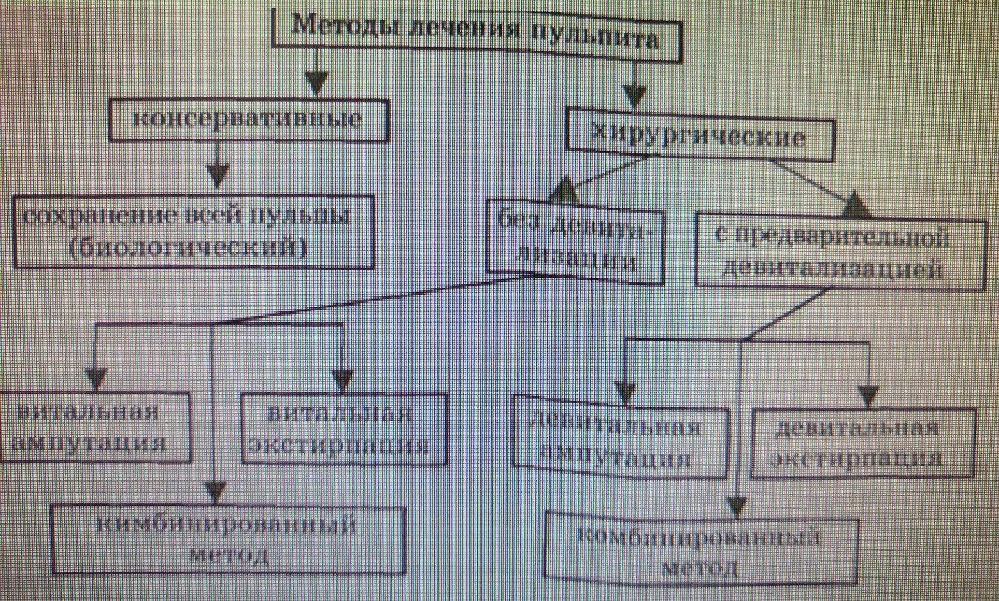 Методы лечения пульпита
консервативные
хирургические
сохранение всей пульпы
(биологический)
без девита-
лизации
с предварительной
девитализацией
витальная
ампутация
витальная
экстирпация
девитальная
ампутация
девитальная
экстирпация
кимбинированный
метод
комбинированный
метод